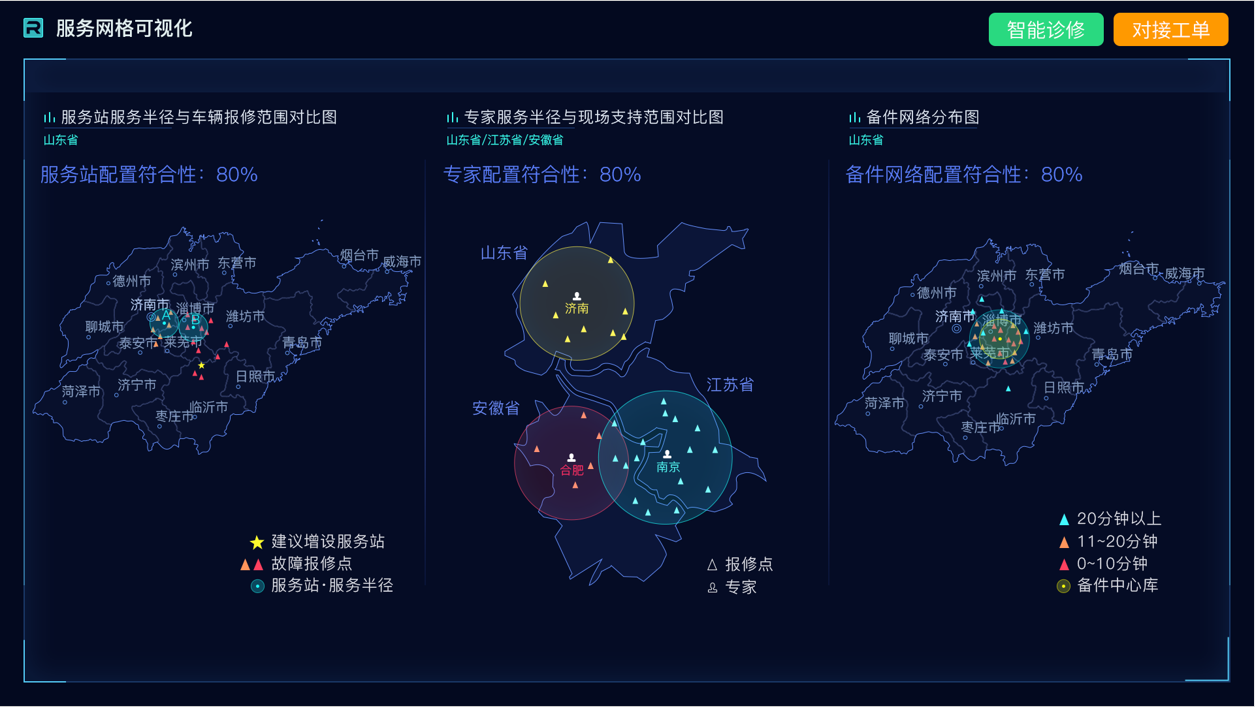 服务网格可视化
智能诊修
对接工单
服务站服务半径与车辆报修范围对比图
山东省
服务站配置符合性：80%
烟台市
威海市
滨州市
东营市
德州市
济南市
淄博市
A
B
潍坊市
聊城市
泰安市
莱芜市
青岛市
菏泽市
济宁市
日照市
临沂市
枣庄市
建议增设服务站
故障报修点
服务站·服务半径
专家服务半径与现场支持范围对比图
山东省/江苏省/安徽省
专家配置符合性：80%
山东省
济南
江苏省
安徽省
合肥
南京
报修点
专家
备件网络分布图
山东省
备件网络配置符合性：80%
烟台市
威海市
滨州市
东营市
德州市
济南市
淄博市
潍坊市
聊城市
泰安市
莱芜市
青岛市
菏泽市
济宁市
日照市
临沂市
枣庄市
20分钟以上
11~20分钟
0~10分钟
备件中心库